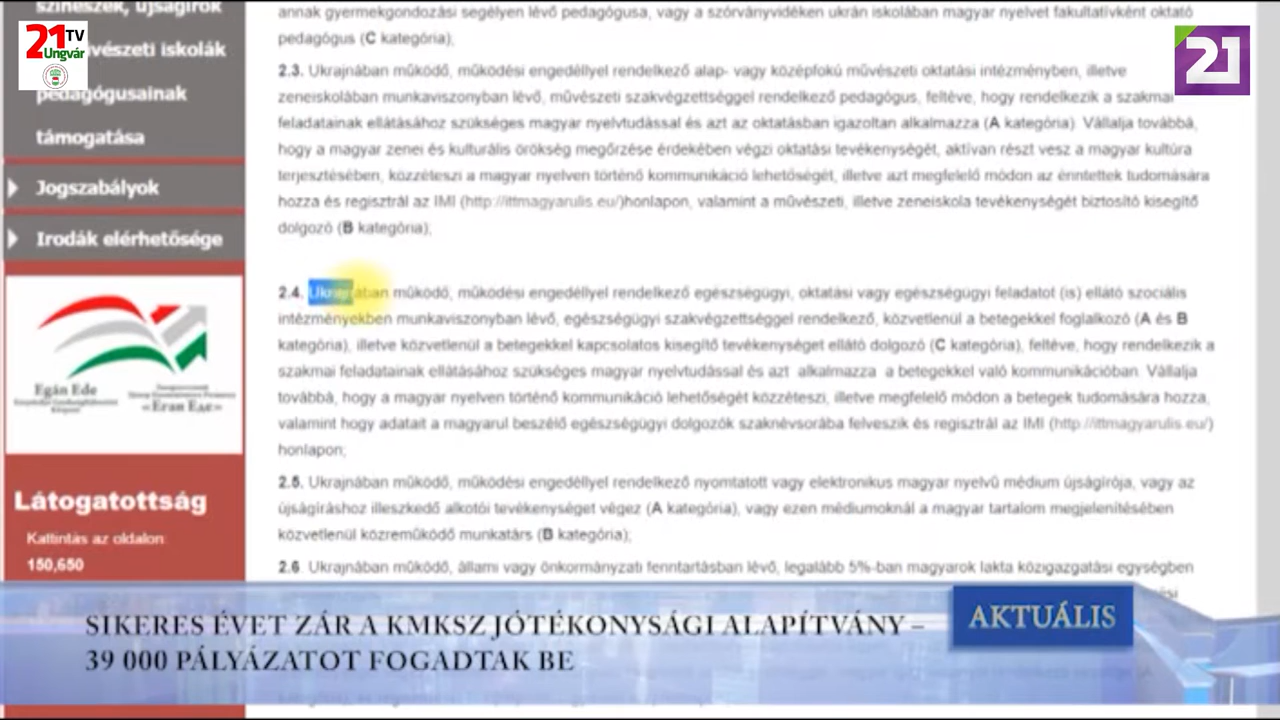 színészek, újságírók
művészeti iskolák
pedagógusainak
támogatása
Jogszabályok
Irodák elérhetősége
Egán Ede
«Еган Еде»
Látogatottság
Kattintás az oldalon
150,650
21 TV
Ungvár
21
annak gyermekgondozási segélyen lévő pedagógusa, vagy a szórványvidéken ukrán iskolában magyar nyelvet fakultatívként oktató
pedagógus (C kategória);
2.3. Ukrajnában működő, működési engedéllyel rendelkező alap- vagy középfokú művészeti oktatási intézményben, illetve
zeneiskolában munkaviszonyban lévő, művészeti szakvégzettséggel rendelkező pedagógus, feltéve, hogy rendelkezik a szakmai
feladatainak ellátásához szükséges magyar nyelvtudással és azt az oktatásban igazoltan alkalmazza (A kategória). Vállalja továbbá,
hogy a magyar zenei és kulturális örökség megőrzése érdekében végzi oktatási tevékenységét, aktívan részt vesz a magyar kultúra
terjesztésében, közzéteszi a magyar nyelven történő kommunikáció lehetőségét, illetve azt megfelelő módon az érintettek tudomására
hozza és regisztrál az IMI (http://ittmagyarulis.eu/)honlapon, valamint a művészeti, illetve zeneiskola tevékenységét biztosító kisegítő
dolgozó (B kategória);
2.4. Ukrajnában működő, működési engedéllyel rendelkező egészségügyi, oktatási vagy egészségügyi feladatot (is) ellátó szociális
intézményekben munkaviszonyban lévő, egészségügyi szakvégzettséggel rendelkező, közvetlenül a betegekkel foglalkozó (A és B
kategória), illetve közvetlenül a betegekkel kapcsolatos kisegítő tevékenységet ellátó dolgozó (C kategória), feltéve, hogy rendelkezik a
szakmai feladatainak ellátásához szükséges magyar nyelvtudással és azt alkalmazza a betegekkel való kommunikációban. Vállalja
továbbá, hogy a magyar nyelven történő kommunikáció lehetőségét közzéteszi, illetve megfelelő módon a betegek tudomására hozza,
valamint hogy adatait a magyarul beszélő egészségügyi dolgozók szaknévsorába felveszik és regisztrál az IMI (http://ittmagyarulis.eu/)
honlapon;
2.5. Ukrajnában működő, működési engedéllyel rendelkező nyomtatott vagy elektronikus magyar nyelvű médium újságírója, vagy az
újságíráshoz illeszkedő alkotói tevékenységet végez (A kategória), vagy ezen médiumoknál a magyar tartalom megjelenítésében
közvetlenül közreműködő munkatárs (B kategória);
2.6. Ukrajnában működő, állami vagy önkormányzati fenntartásban lévő, legalább 5%-ban magyarok lakta közigazgatási egységben
AKTUÁLIS
SIKERES ÉVET ZÁR A KMKSZ JÓTÉKONYSÁGI ALAPÍTVÁNY –
39 000 PÁLYÁZATOT FOGADTAK BE